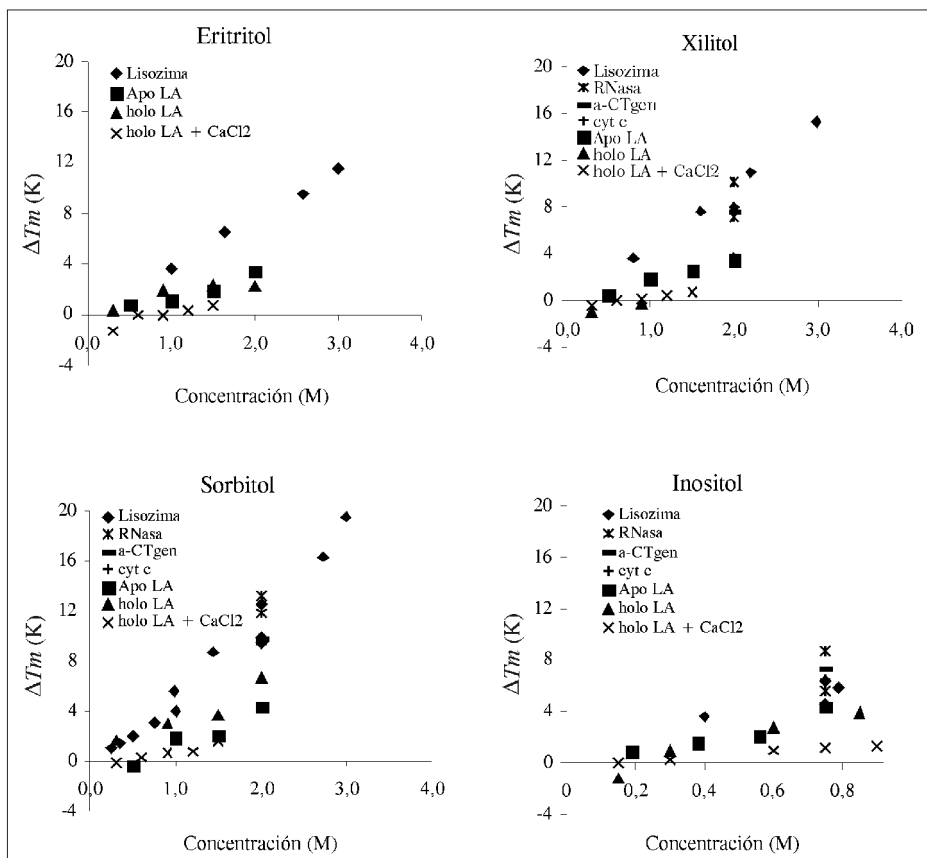 Eritritol
20
16
12
8
4
0
-4
ΔTm (K)
Lisozima
Apo LA
holo LA
holo LA + CaCl2
0,0 1,0 2,0 3,0 4,0
Concentración (M)
Xilitol
20
16
12
8
4
0
-4
ΔTm (K)
Lisozima
RNasa
a-CTgen
cyt c
Apo LA
holo LA
holo LA + CaCl2
0,0 1,0 2,0 3,0 4,0
Concentración (M)
Sorbitol
20
16
12
8
4
0
-4
ΔTm (K)
Lisozima
RNasa
a-CTgen
cyt c
Apo LA
holo LA
holo LA + CaCl2
0,0 1,0 2,0 3,0 4,0
Concentración (M)
Inositol
20
16
12
8
4
0
-4
ΔTm (K)
Lisozima
RNasa
a-CTgen
cyt c
Apo LA
holo LA
holo LA + CaCl2
0 0,2 0,4 0,6 0,8
Concentración (M)